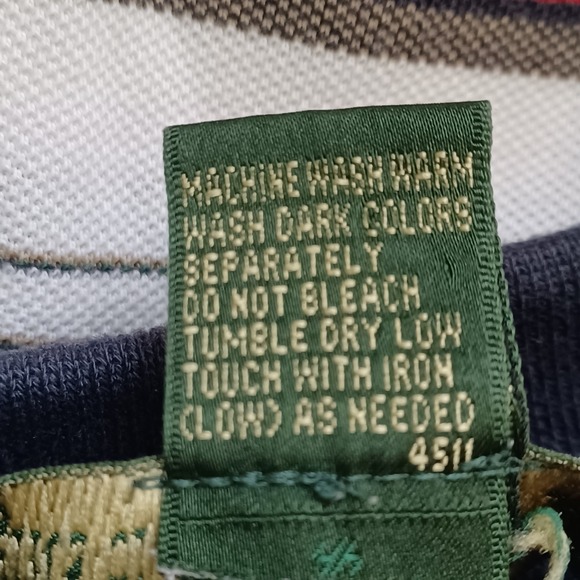 MACHINE WASH WARM
WASH DARK COLORS
SEPARATELY
DO NOT BLEACH
TUMBLE DRY LOW
TOUCH WITH IRON
(LOW) AS NEEDED
4511